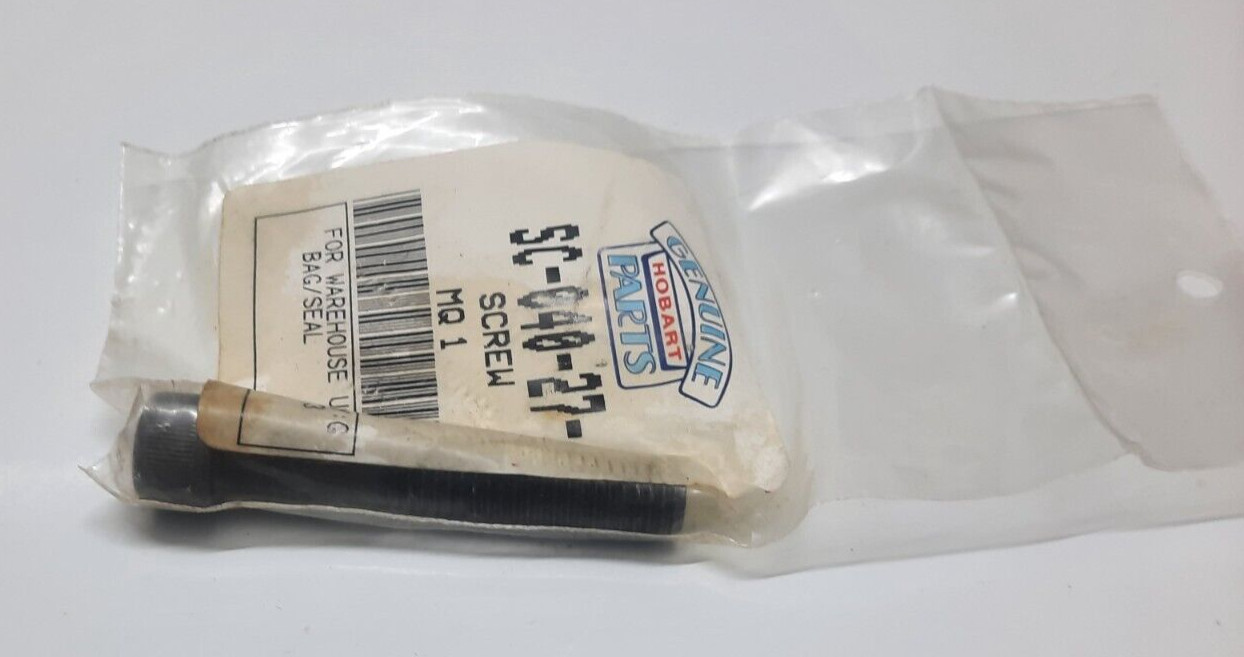 GENUINE
HOBART
PARTS
SC-040-27-
SCREW
MQ 1
FOR WAREHOUSE
BAG/SEAL